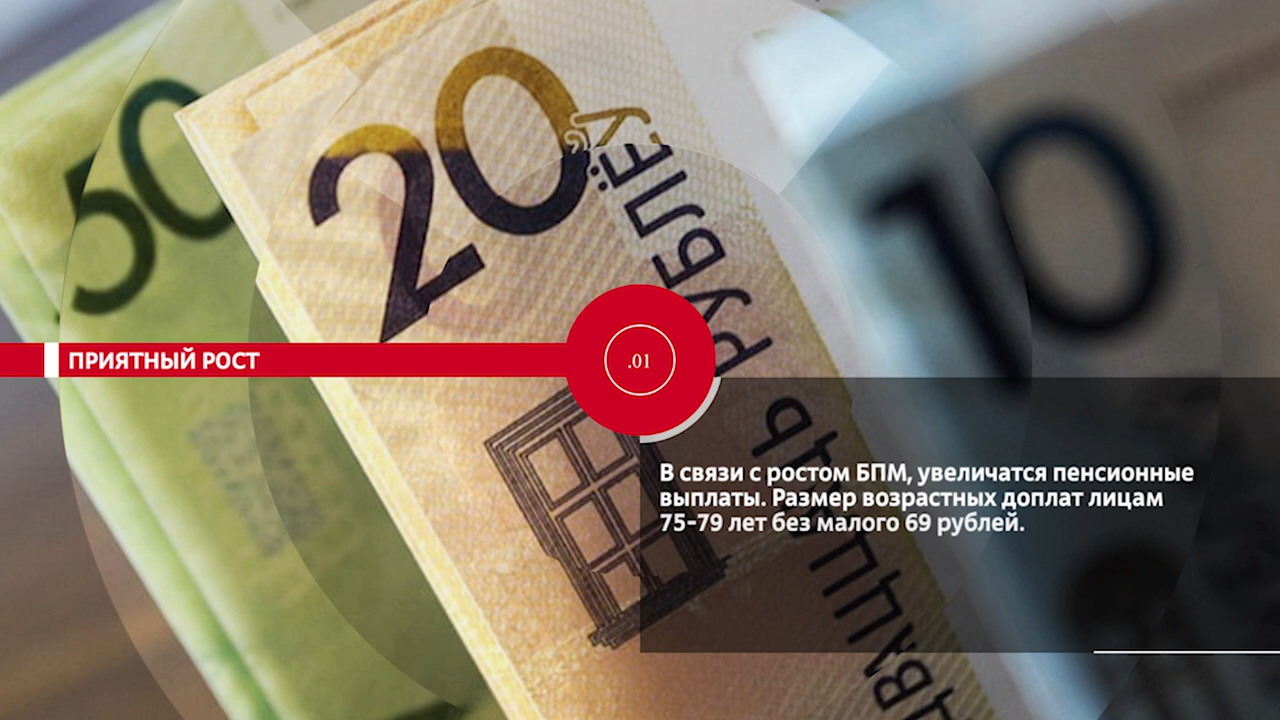 50
20
РУБЛЁЎ
10
ПРИЯТНЫЙ РОСТ
.01
В связи с ростом БПМ, увеличатся пенсионные
выплаты. Размер возрастных доплат лицам
75-79 лет без малого 69 рублей.